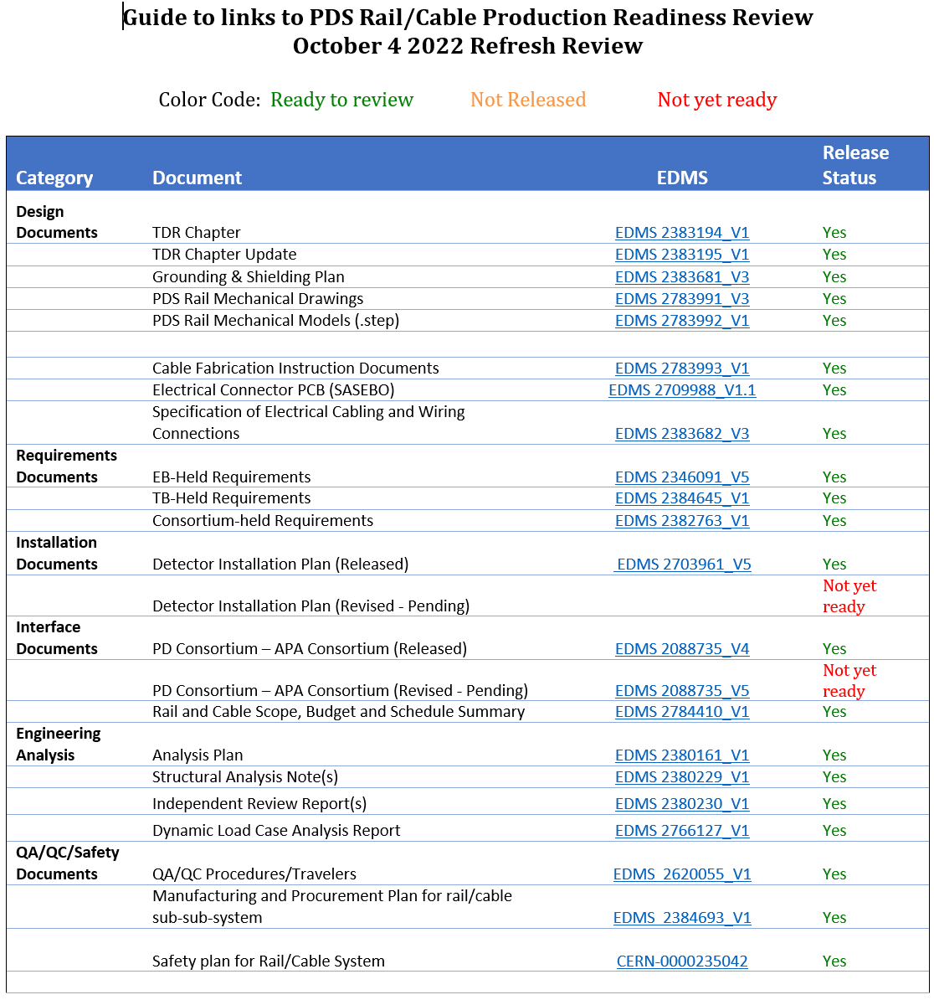 Guide to links to PDS Rail/Cable Production Readiness Review
October 4 2022 Refresh Review
Color Code: Ready to review Not Released Not yet ready
Category Document EDMS Release Status
Design
Documents TDR Chapter EDMS 2383194_V1 Yes
TDR Chapter Update EDMS 2383195_V1 Yes
Grounding & Shielding Plan EDMS 2383681_V3 Yes
PDS Rail Mechanical Drawings EDMS 2783991_V3 Yes
PDS Rail Mechanical Models (.step) EDMS 2783992_V1 Yes
Cable Fabrication Instruction Documents EDMS 2783993_V1 Yes
Electrical Connector PCB (SASEBO) EDMS 2709988_V1.1 Yes
Specification of Electrical Cabling and Wiring
Connections EDMS 2383682_V3 Yes
Requirements
Documents EB-Held Requirements EDMS 2346091_V5 Yes
TB-Held Requirements EDMS 2384645_V1 Yes
Consortium-held Requirements EDMS 2382763_V1 Yes
Installation
Documents Detector Installation Plan (Released) EDMS 2703961_V5 Yes
Not yet
Detector Installation Plan (Revised - Pending) ready
Interface
Documents PD Consortium – APA Consortium (Released) EDMS 2088735_V4 Yes
Not yet
PD Consortium – APA Consortium (Revised - Pending) EDMS 2088735_V5 ready
Rail and Cable Scope, Budget and Schedule Summary EDMS 2784410_V1 Yes
Engineering
Analysis Analysis Plan EDMS 2380161_V1 Yes
Structural Analysis Note(s) EDMS 2380229_V1 Yes
Independent Review Report(s) EDMS 2380230_V1 Yes
Dynamic Load Case Analysis Report EDMS 2766127_V1 Yes
QA/QC/Safety
Documents QA/QC Procedures/Travelers EDMS 2620055_V1 Yes
Manufacturing and Procurement Plan for rail/cable
sub-sub-system EDMS 2384693_V1 Yes
Safety plan for Rail/Cable System CERN-0000235042 Yes